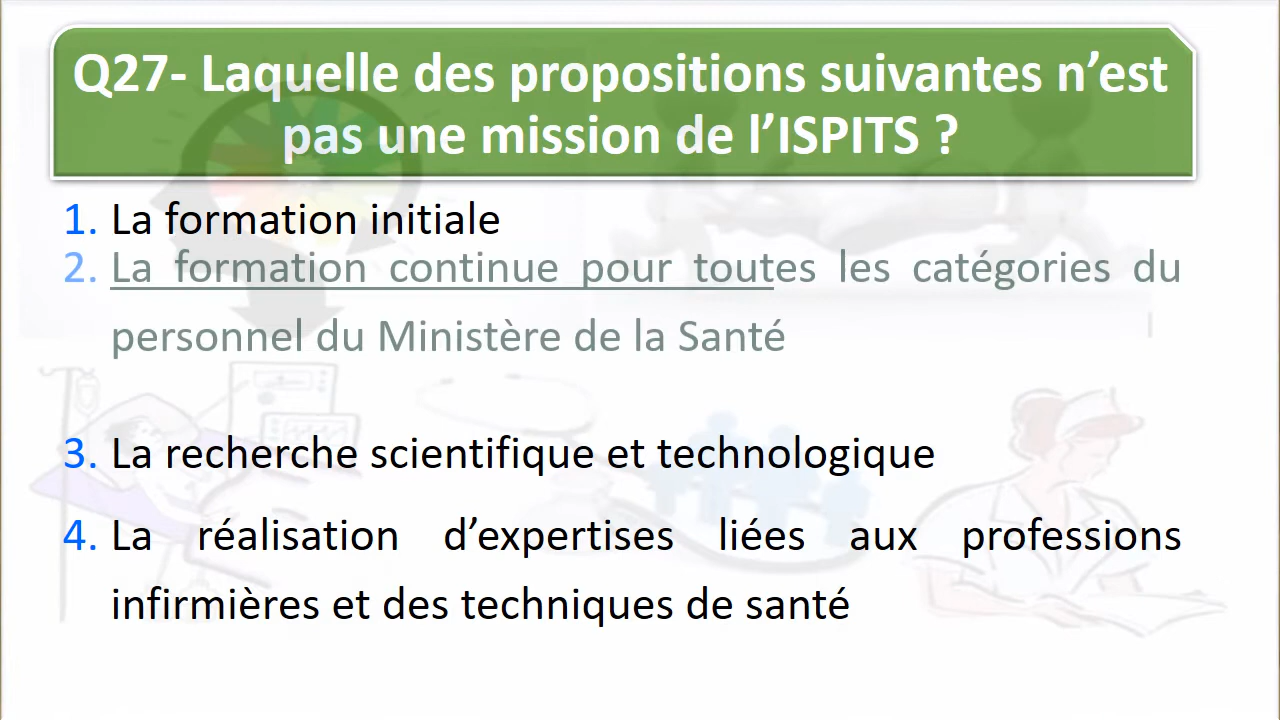 Q27- Laquelle des propositions suivantes n’est
pas une mission de l’ISPITS ?
1. La formation initiale
2. La formation continue pour toutes les catégories du
personnel du Ministère de la Santé
3. La recherche scientifique et technologique
4. La réalisation d’expertises liées aux professions
infirmières et des techniques de santé